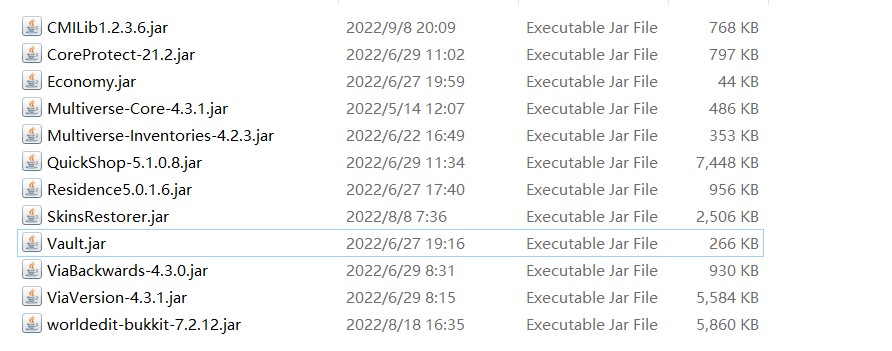 CMILib1.2.3.6.jar 2022/9/8 20:09 Executable Jar File 768 KB
CoreProtect-21.2.jar 2022/6/29 11:02 Executable Jar File 797 KB
Economy.jar 2022/6/27 19:59 Executable Jar File 44 KB
Multiverse-Core-4.3.1.jar 2022/5/14 12:07 Executable Jar File 486 KB
Multiverse-Inventories-4.2.3.jar 2022/6/22 16:49 Executable Jar File 353 KB
QuickShop-5.1.0.8.jar 2022/6/29 11:34 Executable Jar File 7,448 KB
Residence5.0.1.6.jar 2022/6/27 17:40 Executable Jar File 956 KB
SkinsRestorer.jar 2022/8/8 7:36 Executable Jar File 2,506 KB
Vault.jar 2022/6/27 19:16 Executable Jar File 266 KB
ViaBackwards-4.3.0.jar 2022/6/29 8:31 Executable Jar File 930 KB
ViaVersion-4.3.1.jar 2022/6/29 8:15 Executable Jar File 5,584 KB
worldedit-bukkit-7.2.12.jar 2022/8/18 16:35 Executable Jar File 5,860 KB